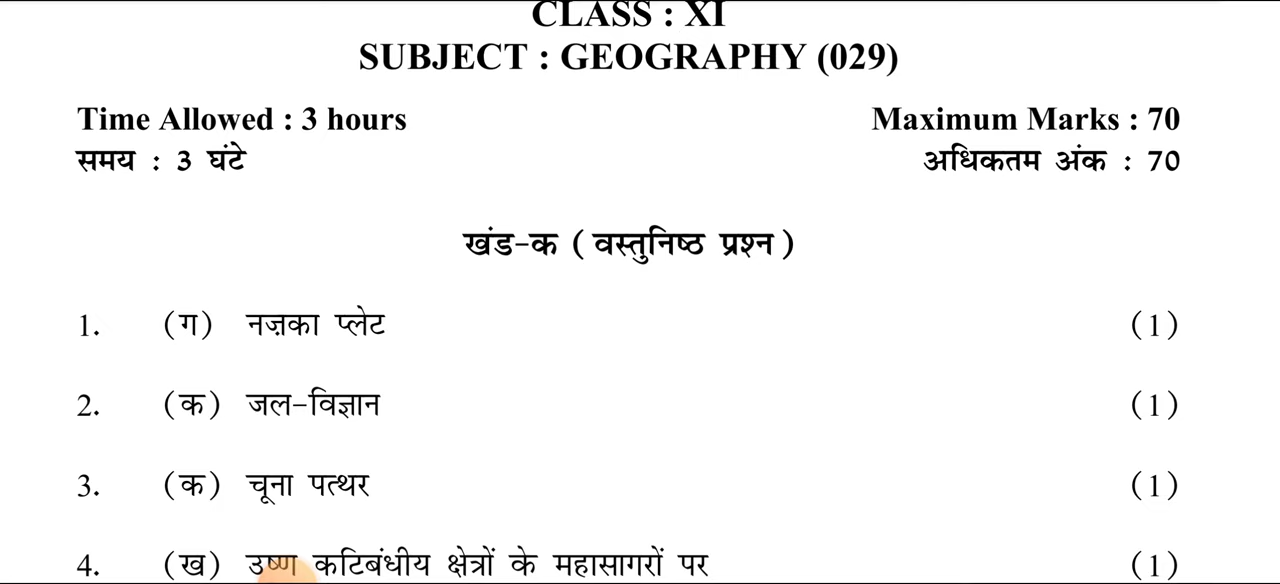 CLASS : XI
SUBJECT : GEOGRAPHY (029)
Time Allowed : 3 hours Maximum Marks : 70
समय : 3 घंटे अधिकतम अंक : 70
खंड-क ( वस्तुनिष्ठ प्रश्न )
1. (ग) नज़का प्लेट (1)
2. (क) जल-विज्ञान (1)
3. (क) चूना पत्थर (1)
4. (ख) उष्ण कटिबंधीय क्षेत्रों के महासागरों पर (1)